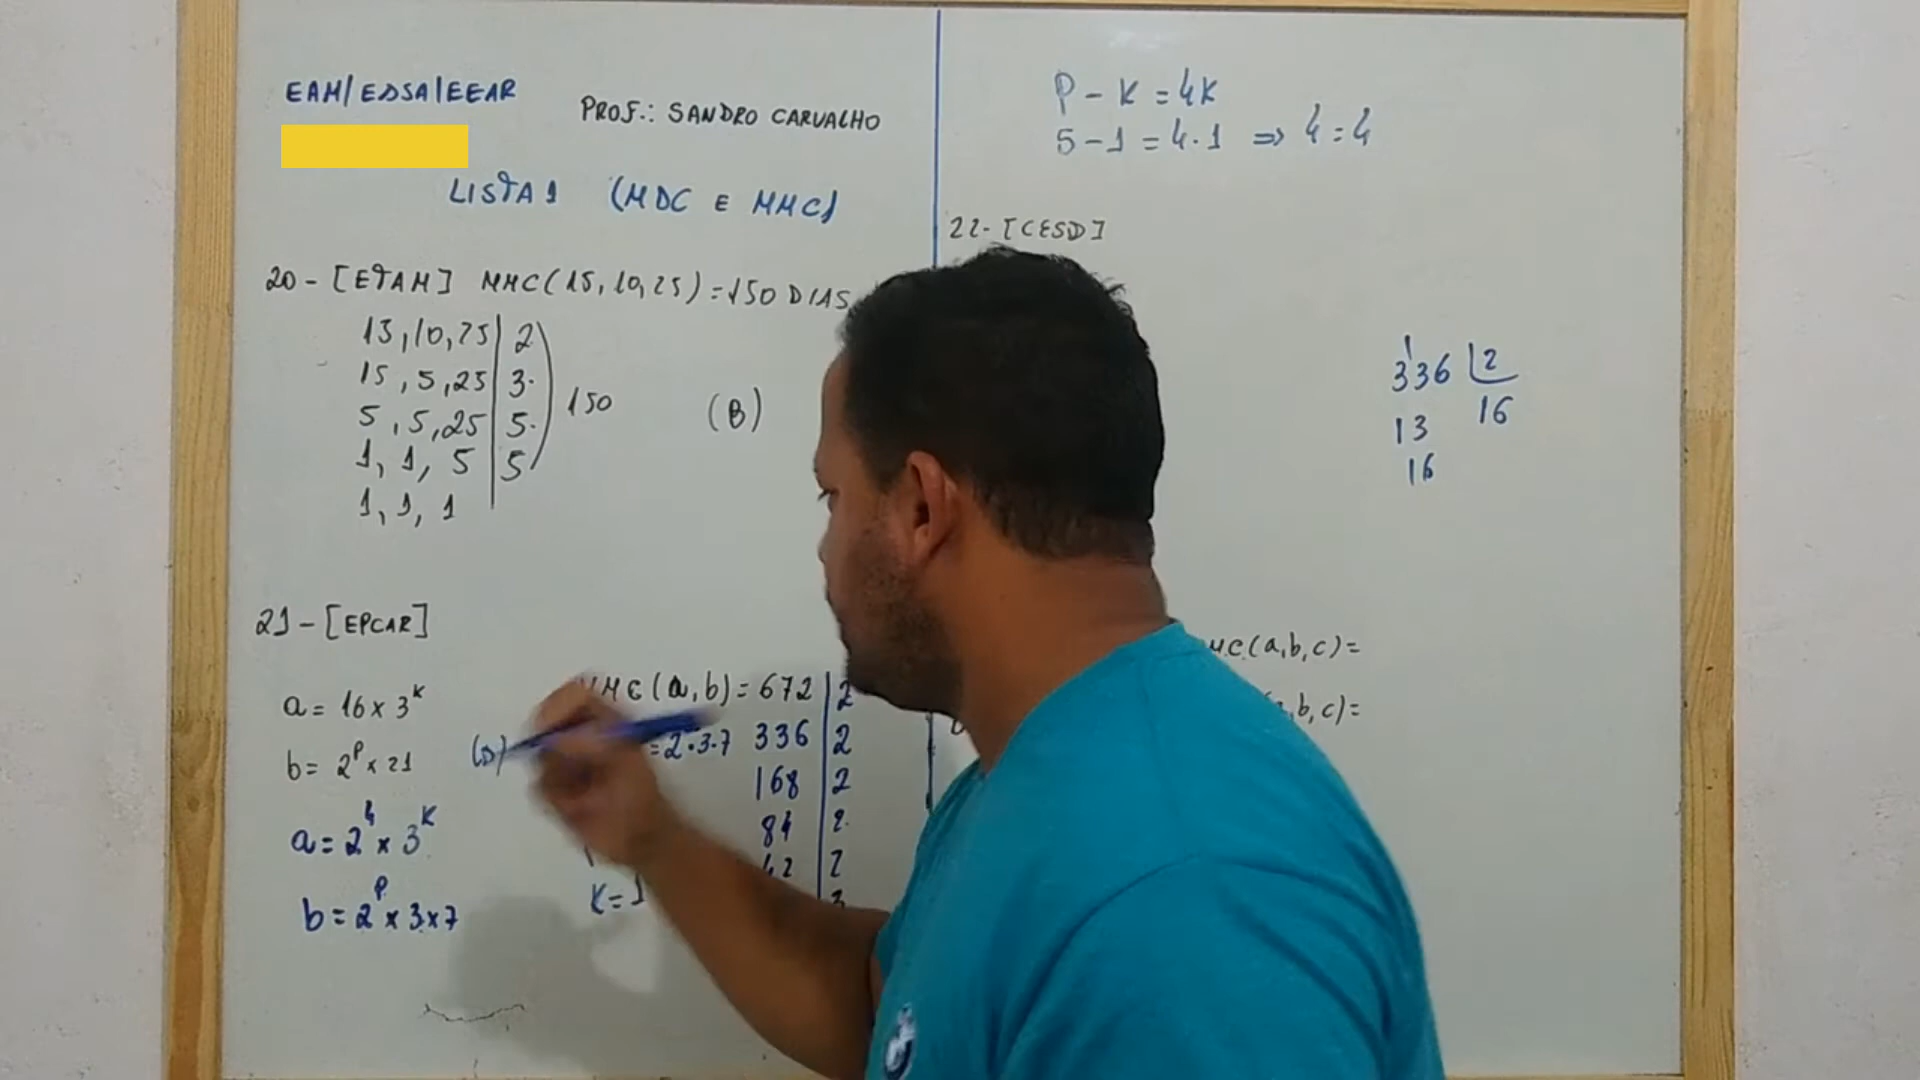 EAM/ESSA/EEAR
PROF.: SANDRO CARVALHO
LISTA 1 (MDC E MMC)
20 - [ETAM] MMC(15,10,25) = 150 DIAS
15,10,25 | 2
15, 5, 25 | 3
5, 5, 25 | 5
1, 1, 5 | 5
1, 1, 1
150
(B)
21 - [EPCAR]
a = 16 x 3^k
b = 2^p x 21
a = 2^4 x 3^k
b = 2^p x 3 x 7
(D)
MMC(a,b) = 672 | 2
= 2·3·7 336 | 2
168 | 2
84 | 2
42 | 2
3
K = 1
P - K = 4K
5 - 1 = 4·1 ⇒ 4 = 4
22 - [CESD]
336 | 2
13 16
16
(a,b,c) =
,b,c) =